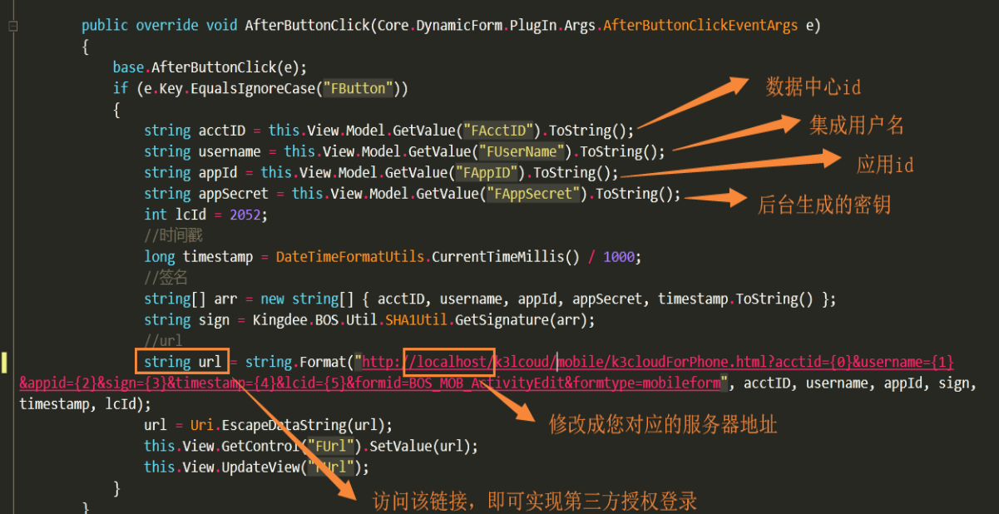 public override void AfterButtonClick(Core.DynamicForm.PlugIn.Args.AfterButtonClickEventArgs e)
{
base.AfterButtonClick(e);
if (e.Key.EqualsIgnoreCase("FButton"))
{
数据中心id
string acctID = this.View.Model.GetValue("FAcctID").ToString();
集成用户名
string username = this.View.Model.GetValue("FUserName").ToString();
应用id
string appId = this.View.Model.GetValue("FAppID").ToString();
string appSecret = this.View.Model.GetValue("FAppSecret").ToString();
后台生成的密钥
int lcId = 2052;
//时间戳
long timestamp = DateTimeFormatUtils.CurrentTimeMillis() / 1000;
//签名
string[] arr = new string[] { acctID, username, appId, appSecret, timestamp.ToString() };
string sign = Kingdee.BOS.Util.SHA1Util.GetSignature(arr);
//url
string url = string.Format("http://localhost/k3lcoud/mobile/k3cloudForPhone.html?acctid={0}&username={1}
&appid={2}&sign={3}&timestamp={4}&lcid={5}&formid=BOS_MOB_ActivityEdit&formtype=mobileform", acctID, username, appId, sign,
timestamp, lcId);
修改成您对应的服务器地址
url = Uri.EscapeDataString(url);
this.View.GetControl("FUrl").SetValue(url);
this.View.UpdateView("FUrl");
}
访问该链接，即可实现第三方授权登录
}